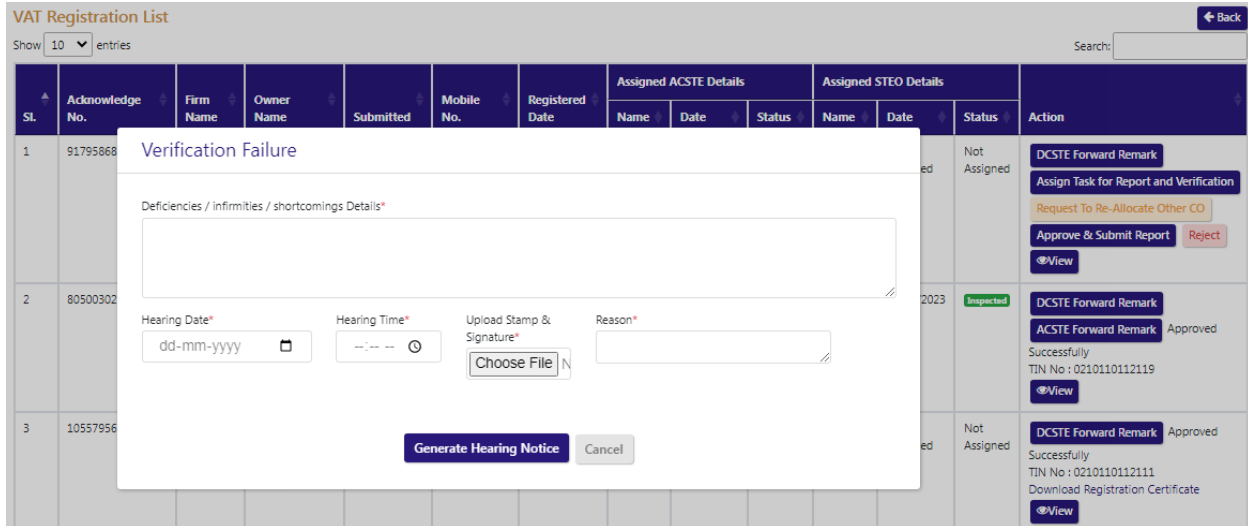 VAT Registration List
Back
Show 10 entries
Search:
Assigned ACSTE Details Assigned STEO Details
Sl. Acknowledge No. Firm Name Owner Name Submitted Mobile No. Registered Date Name Date Status Name Date Status Action
1 91795868 Not Assigned
DCSTE Forward Remark
Assign Task for Report and Verification
Request To Re-Allocate Other CO
Approve & Submit Report Reject
View
Verification Failure
Deficiencies / infirmities / shortcomings Details*
Hearing Date* Hearing Time* Upload Stamp & Signature* Reason*
dd-mm-yyyy --:-- -- Choose File N
Generate Hearing Notice Cancel
2 80500302 2023 Inspected
DCSTE Forward Remark
ACSTE Forward Remark Approved
Successfully
TIN No : 0210110112119
View
3 10557956 ed Not Assigned
DCSTE Forward Remark Approved
Successfully
TIN No : 0210110112111
Download Registration Certificate
View